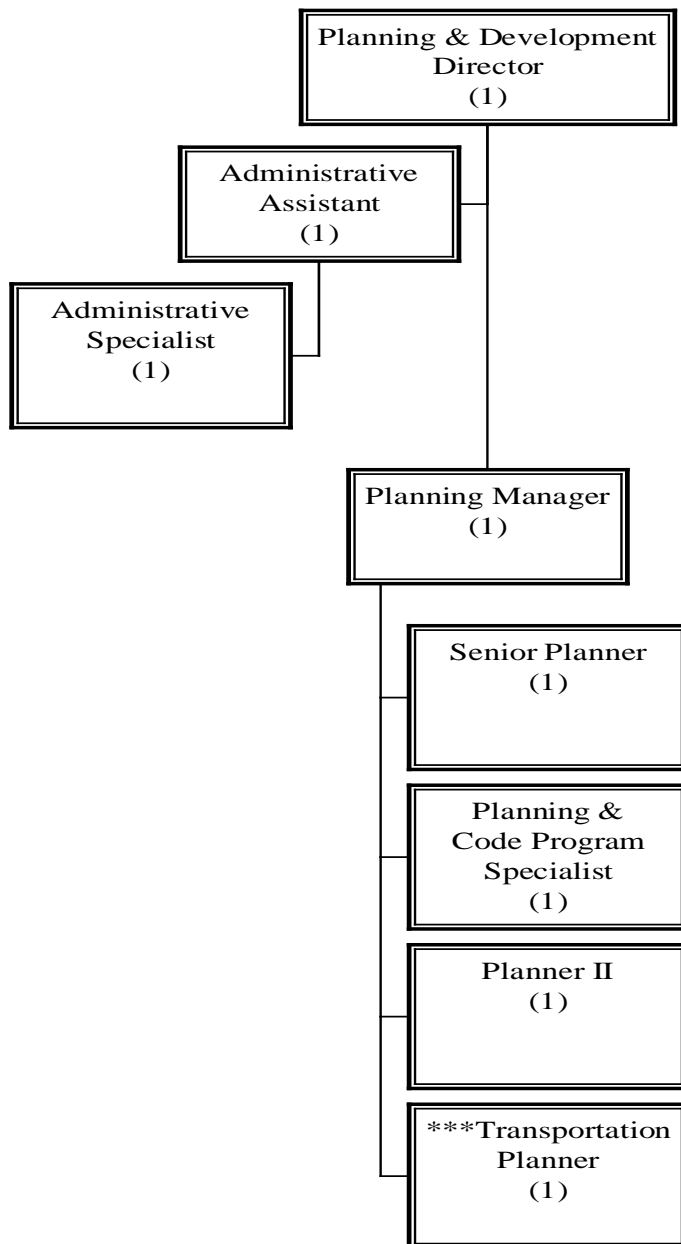 Planning & Development
Director
(1)
Administrative
Assistant
(1)
Administrative
Specialist
(1)
Planning Manager
(1)
Senior Planner
(1)
Planning &
Code Program
Specialist
(1)
Planner II
(1)
***Transportation
Planner
(1)